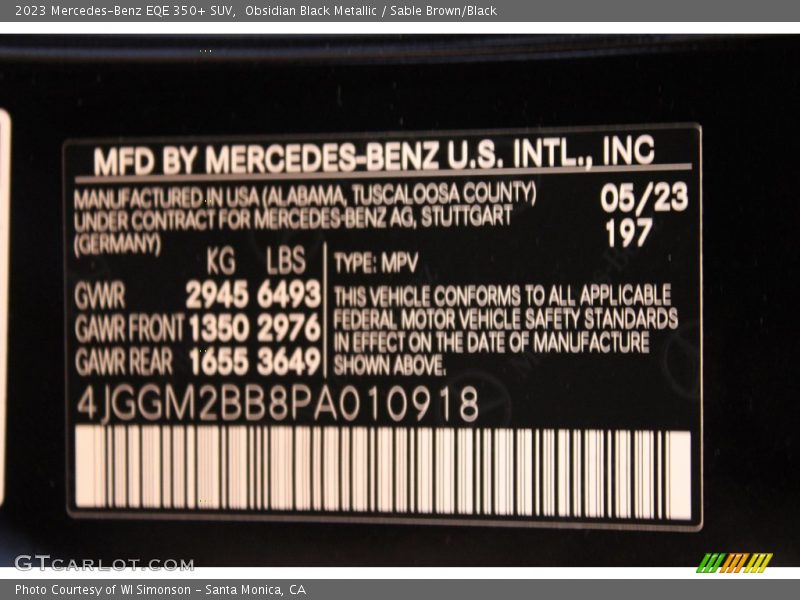 2023 Mercedes-Benz EQE 350+ SUV, Obsidian Black Metallic / Sable Brown/Black
MFD BY MERCEDES-BENZ U.S. INTL., INC
MANUFACTURED IN USA (ALABAMA, TUSCALOOSA COUNTY)
UNDER CONTRACT FOR MERCEDES-BENZ AG, STUTTGART
(GERMANY)
05/23
197
KG LBS
GVWR 2945 6493
GAWR FRONT 1350 2976
GAWR REAR 1655 3649
TYPE: MPV
THIS VEHICLE CONFORMS TO ALL APPLICABLE
FEDERAL MOTOR VEHICLE SAFETY STANDARDS
IN EFFECT ON THE DATE OF MANUFACTURE
SHOWN ABOVE.
4JGGM2BB8PA010918
GTCARLOT.COM
Photo Courtesy of WI Simonson - Santa Monica, CA